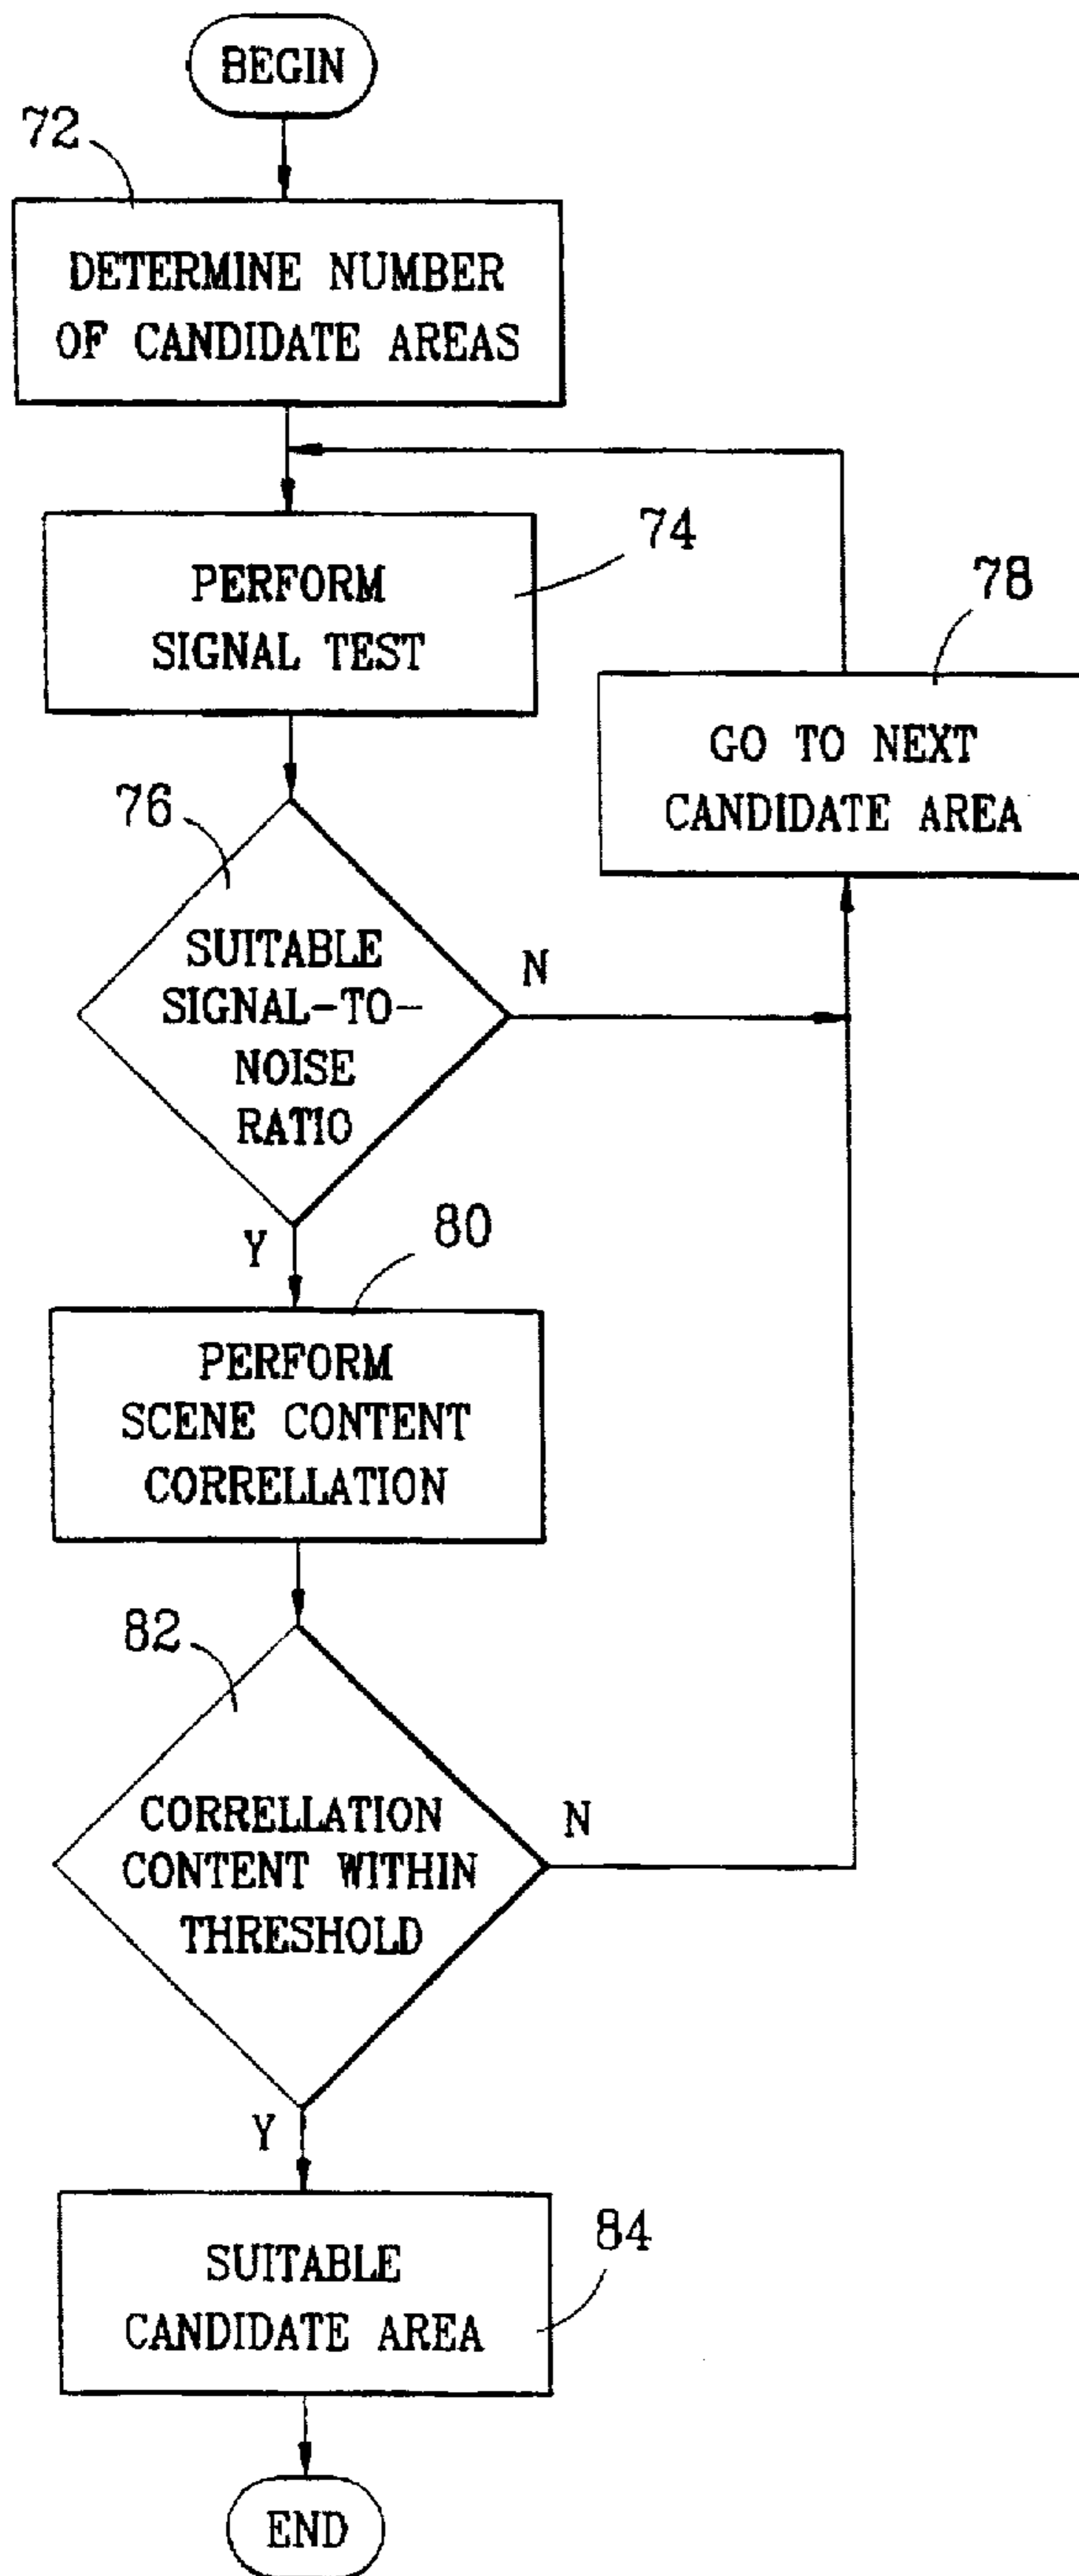 BEGIN
72
DETERMINE NUMBER
OF CANDIDATE AREAS
74
PERFORM
SIGNAL TEST
78
GO TO NEXT
CANDIDATE AREA
76
SUITABLE
SIGNAL-TO-
NOISE
RATIO
N
Y
80
PERFORM
SCENE CONTENT
CORRELLATION
82
CORRELLATION
CONTENT WITHIN
THRESHOLD
N
Y
84
SUITABLE
CANDIDATE AREA
END